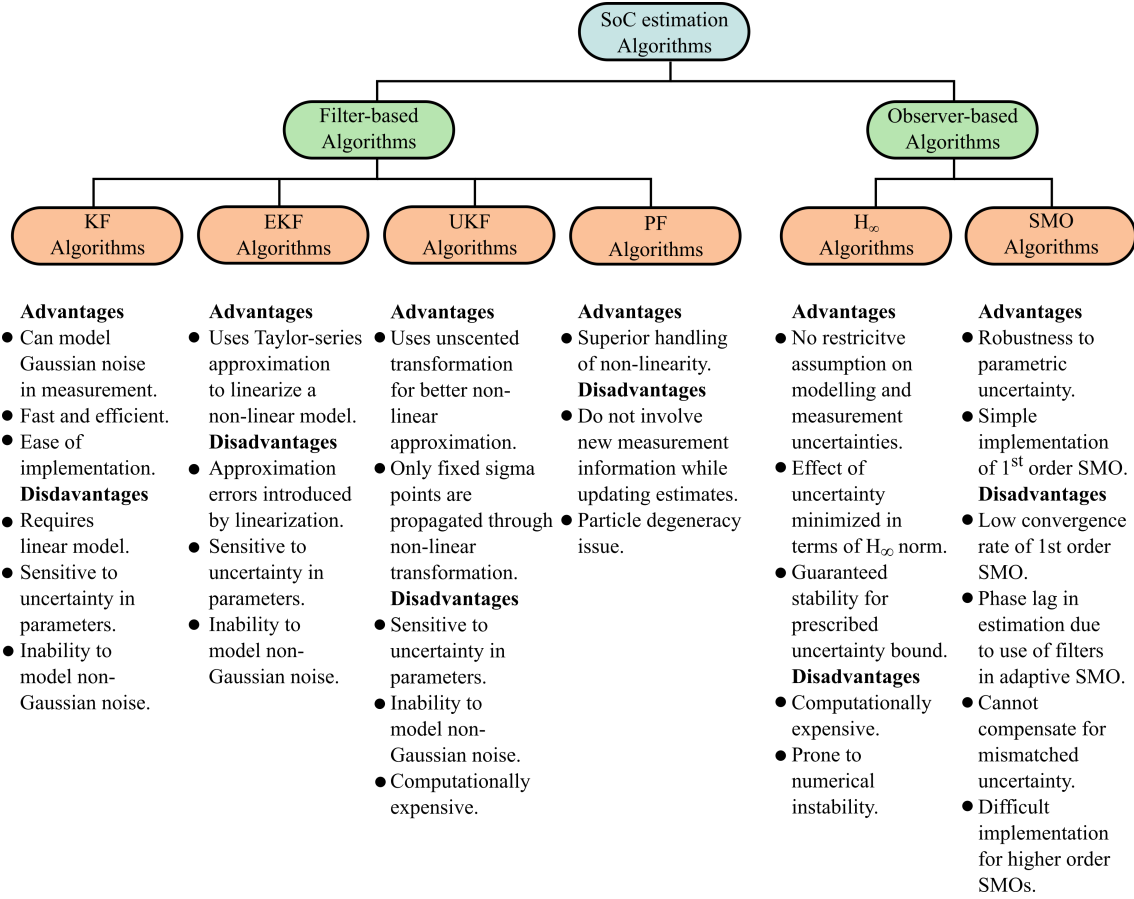 SoC estimation
Algorithms
Filter-based
Algorithms
Observer-based
Algorithms
KF
Algorithms
EKF
Algorithms
UKF
Algorithms
PF
Algorithms
H∞
Algorithms
SMO
Algorithms
Advantages
● Can model
Gaussian noise
in measurement.
● Fast and efficient.
● Ease of
implementation.
Disdavantages
● Requires
linear model.
● Sensitive to
uncertainty in
parameters.
● Inability to
model non-
Gaussian noise.
Advantages
● Uses Taylor-series
approximation
to linearize a
non-linear model.
Disadvantages
● Approximation
errors introduced
by linearization.
● Sensitive to
uncertainty in
parameters.
● Inability to
model non-
Gaussian noise.
Advantages
● Uses unscented
transformation
for better non-
linear
approximation.
● Only fixed sigma
points are
propagated through
non-linear
transformation.
Disadvantages
● Sensitive to
uncertainty in
parameters.
● Inability to
model non-
Gaussian noise.
● Computationally
expensive.
Advantages
● Superior handling
of non-linearity.
Disadvantages
● Do not involve
new measurement
information while
updating estimates.
● Particle degeneracy
issue.
Advantages
● No restricitve
assumption on
modelling and
measurement
uncertainties.
● Effect of
uncertainty
minimized in
terms of H∞ norm.
● Guaranteed
stability for
prescribed
uncertainty bound.
Disadvantages
● Computationally
expensive.
● Prone to
numerical
instability.
Advantages
● Robustness to
parametric
uncertainty.
● Simple
implementation
of 1st order SMO.
Disadvantages
● Low convergence
rate of 1st order
SMO.
● Phase lag in
estimation due
to use of filters
in adaptive SMO.
● Cannot
compensate for
mismatched
uncertainty.
● Difficult
implementation
for higher order
SMOs.